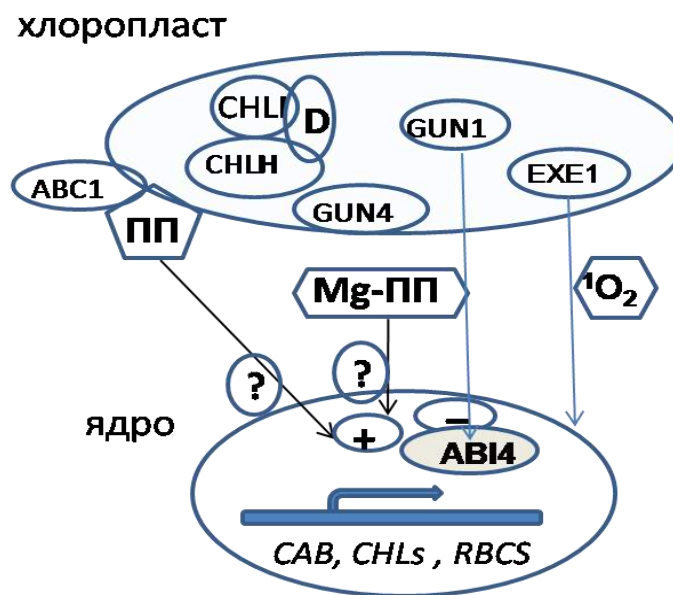 хлоропласт
CHLI
D
GUN1
CHLH
EXE1
ABC1
GUN4
ПП
Mg-ПП
¹O₂
?
?
ядро
+
–
ABI4
CAB, CHLs , RBCS